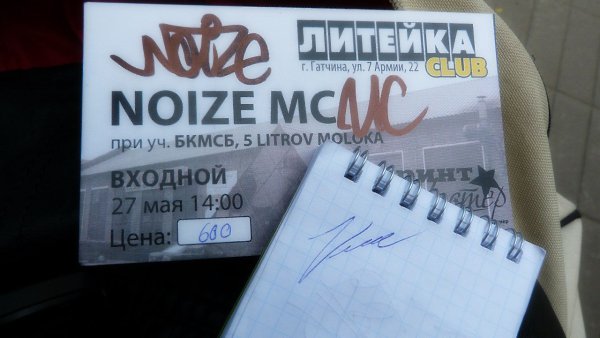 NOIZE
ЛИТЕЙКА
г. Гатчина, ул. 7 Армии, 22
CLUB
NOIZE MC
MC
при уч. БКМСБ, 5 LITROV MOLOKA
ВХОДНОЙ
27 мая 14:00
Цена: 600